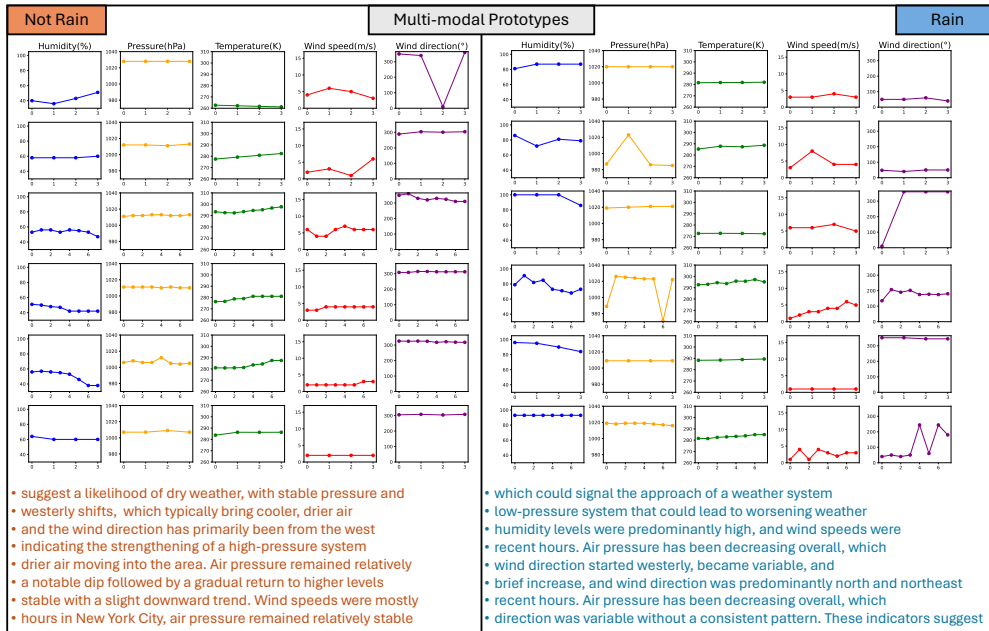 Not Rain
Multi-modal Prototypes
Rain
Humidity(%)
Pressure(hPa)
Temperature(K)
Wind speed(m/s)
Wind direction(°)
Humidity(%)
Pressure(hPa)
Temperature(K)
Wind speed(m/s)
Wind direction(°)
• suggest a likelihood of dry weather, with stable pressure and
• westerly shifts, which typically bring cooler, drier air
• and the wind direction has primarily been from the west
• indicating the strengthening of a high-pressure system
• drier air moving into the area. Air pressure remained relatively
• a notable dip followed by a gradual return to higher levels
• stable with a slight downward trend. Wind speeds were mostly
• hours in New York City, air pressure remained relatively stable
• which could signal the approach of a weather system
• low-pressure system that could lead to worsening weather
• humidity levels were predominantly high, and wind speeds were
• recent hours. Air pressure has been decreasing overall, which
• wind direction started westerly, became variable, and
• brief increase, and wind direction was predominantly north and northeast
• recent hours. Air pressure has been decreasing overall, which
• direction was variable without a consistent pattern. These indicators suggest